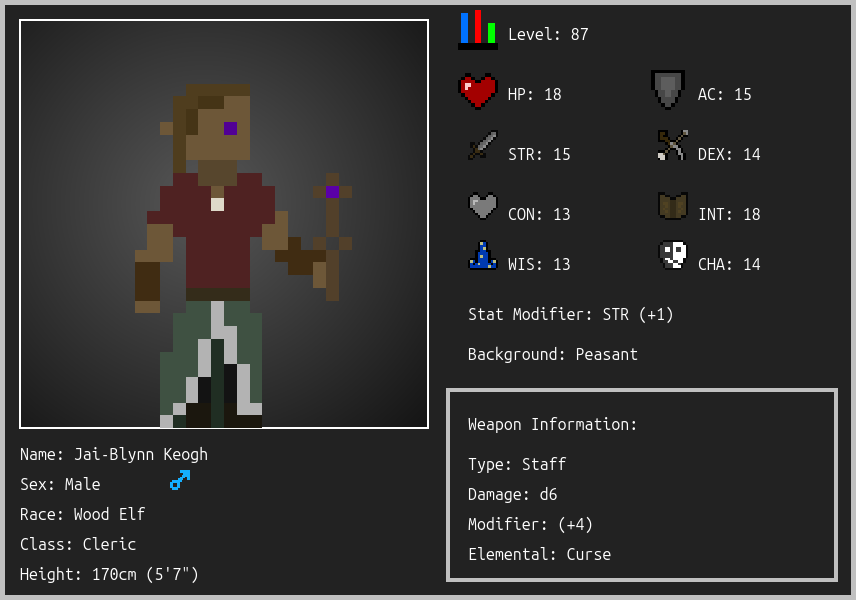 Level: 87
HP: 18
AC: 15
STR: 15
DEX: 14
CON: 13
INT: 18
WIS: 13
CHA: 14
Stat Modifier: STR (+1)
Background: Peasant
Weapon Information:
Type: Staff
Damage: d6
Modifier: (+4)
Elemental: Curse
Name: Jai-Blynn Keogh
Sex: Male
Race: Wood Elf
Class: Cleric
Height: 170cm (5'7")